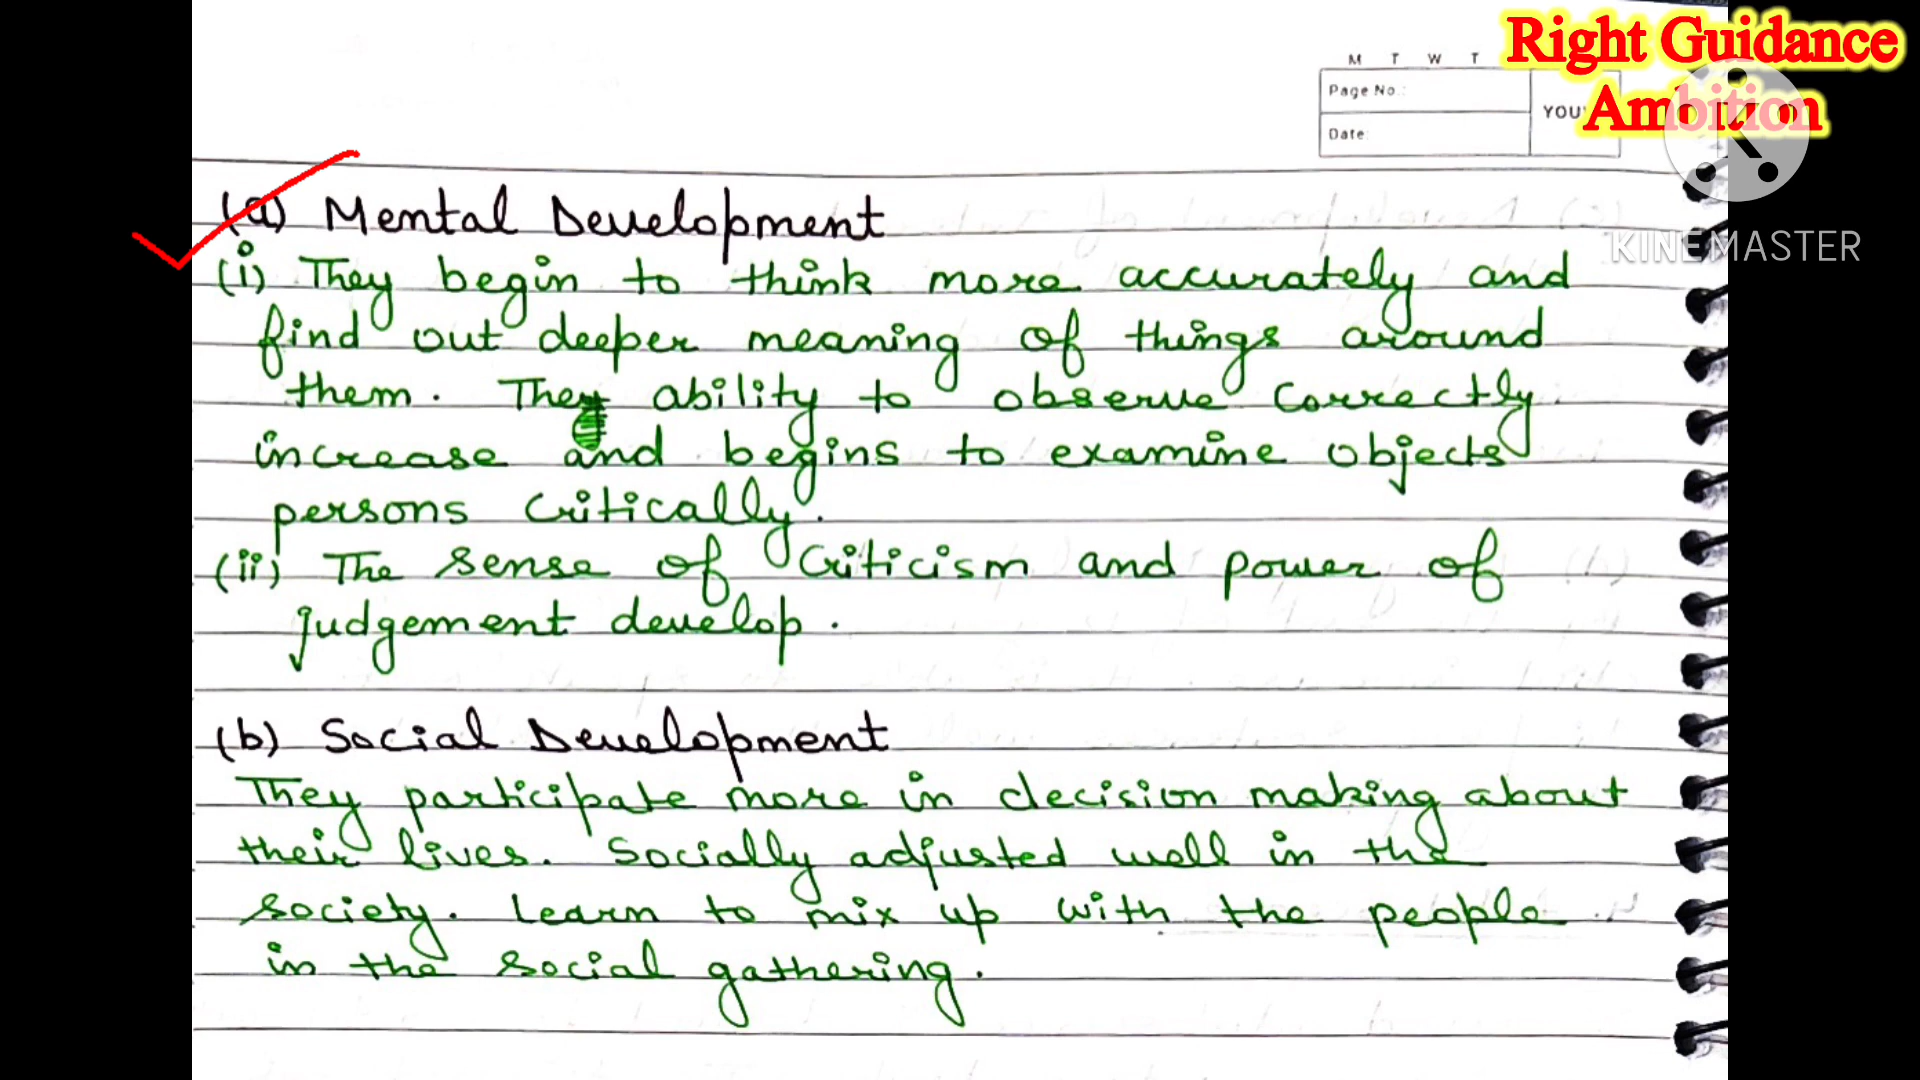 Right Guidance
Ambition
M T W T
Page No.:
YOU
Date:
KINEMASTER
(a) Mental Development
(i) They begin to think more accurately and
find out deeper meaning of things around
them. The ability to observe correctly
increase and begins to examine objects
persons critically.
(ii) The sense of criticism and power of
judgement develop.
(b) Social Development
They participate more in decision making about
their lives. Socially adjusted well in the
society. Learn to mix up with the people
in the social gathering.